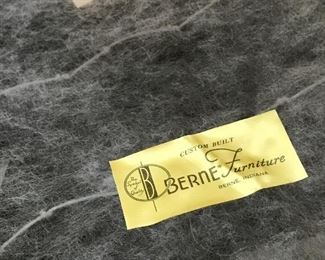 CUSTOM BUILT
B
BERNE Furniture
BERNE, INDIANA